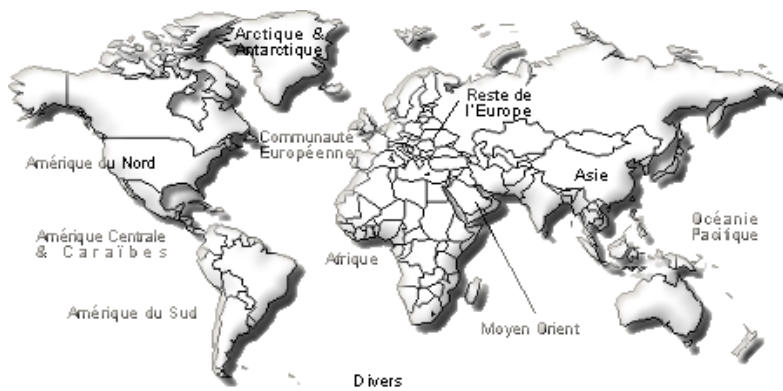 Arctique &
Antarctique
Reste de
l'Europe
Communauté
Européenne
Amérique du Nord
Asie
Océanie
Pacifique
Amérique Centrale
& Caraïbes
Afrique
Amérique du Sud
Moyen Orient
Divers